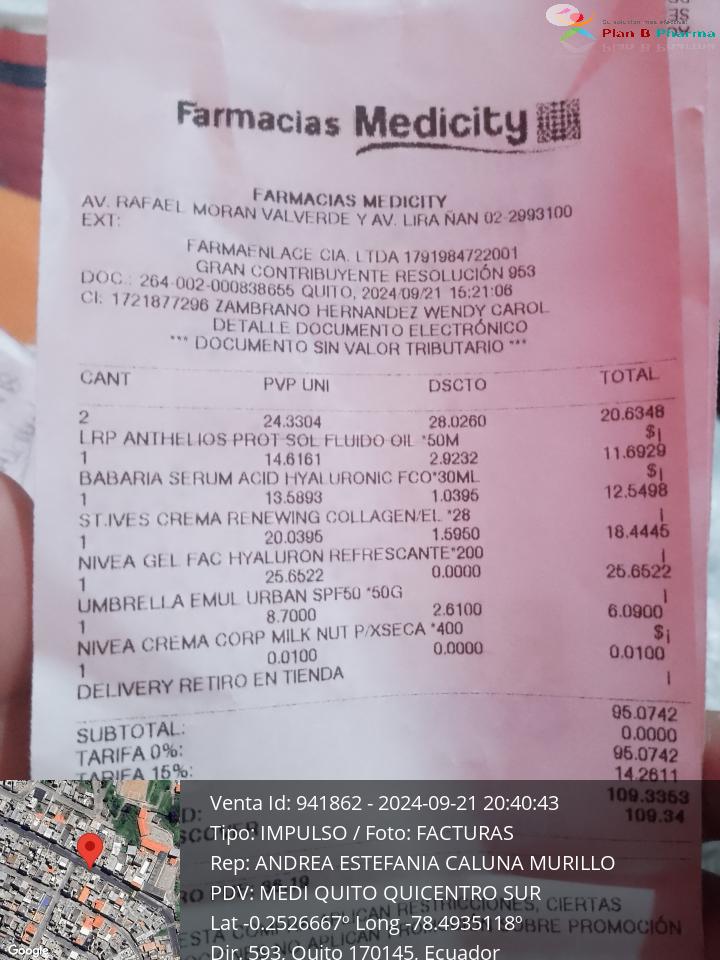 Su solución más efectiva!
Plan B Pharma
Farmacias Medicity
FARMACIAS MEDICITY
AV. RAFAEL MORAN VALVERDE Y AV. LIRA ÑAN 02-2993100
EXT:
FARMAENLACE CIA. LTDA 1791984722001
GRAN CONTRIBUYENTE RESOLUCIÓN 953
DOC.: 264-002-000838655 QUITO, 2024/09/21 15:21:06
CI: 1721877296 ZAMBRANO HERNANDEZ WENDY CAROL
DETALLE DOCUMENTO ELECTRÓNICO
*** DOCUMENTO SIN VALOR TRIBUTARIO ***
CANT PVP UNI DSCTO TOTAL
2 24.3304 28.0260 20.6348
LRP ANTHELIOS PROT SOL FLUIDO OIL *50M $¡
1 14.6161 2.9232 11.6929
BABARIA SERUM ACID HYALURONIC FCO*30ML $¡
1 13.5893 1.0395 12.5498
ST.IVES CREMA RENEWING COLLAGEN/EL *28 ¡
1 20.0395 1.5950 18.4445
NIVEA GEL FAC HYALURON REFRESCANTE*200 ¡
1 25.6522 0.0000 25.6522
UMBRELLA EMUL URBAN SPF50 *50G ¡
1 8.7000 2.6100 6.0900
NIVEA CREMA CORP MILK NUT P/XSECA *400 $¡
1 0.0100 0.0000 0.0100
DELIVERY RETIRO EN TIENDA ¡
SUBTOTAL: 95.0742
TARIFA 0%: 0.0000
TARIFA 15%: 95.0742
14.2611
109.3353
109.34
Venta Id: 941862 - 2024-09-21 20:40:43
Tipo: IMPULSO / Foto: FACTURAS
Rep: ANDREA ESTEFANIA CALUNA MURILLO
PDV: MEDI QUITO QUICENTRO SUR
Lat -0.2526667º Long -78.4935118º
Dir. 593, Quito 170145, Ecuador
RESTRICCIONES, CIERTAS
SOBRE PROMOCIÓN
Google